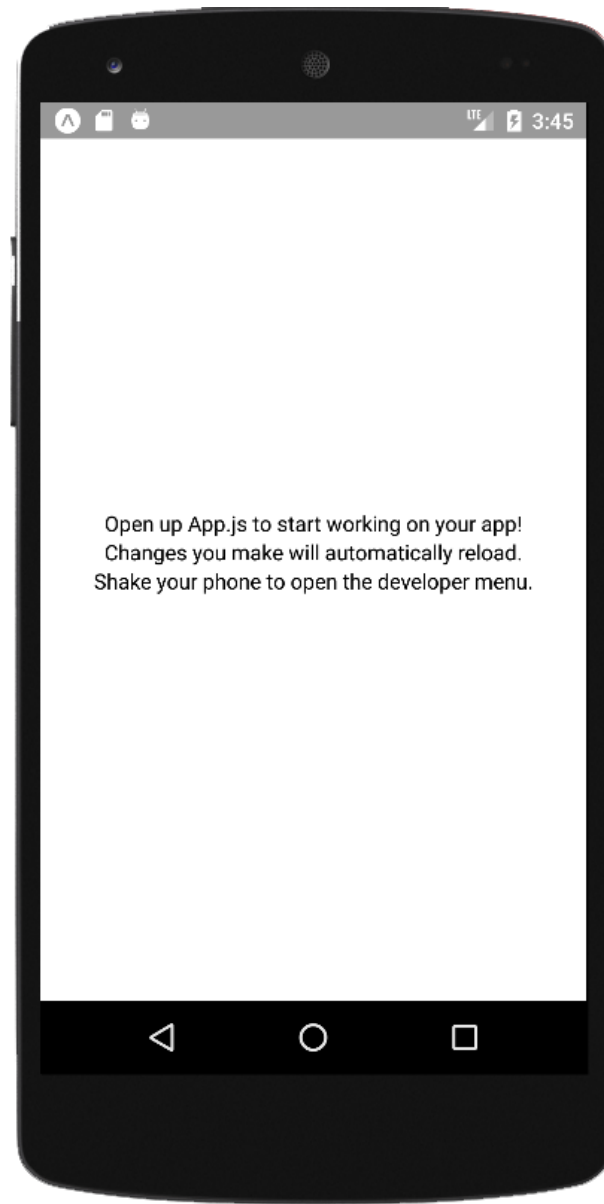 LTE 3:45
Open up App.js to start working on your app!
Changes you make will automatically reload.
Shake your phone to open the developer menu.